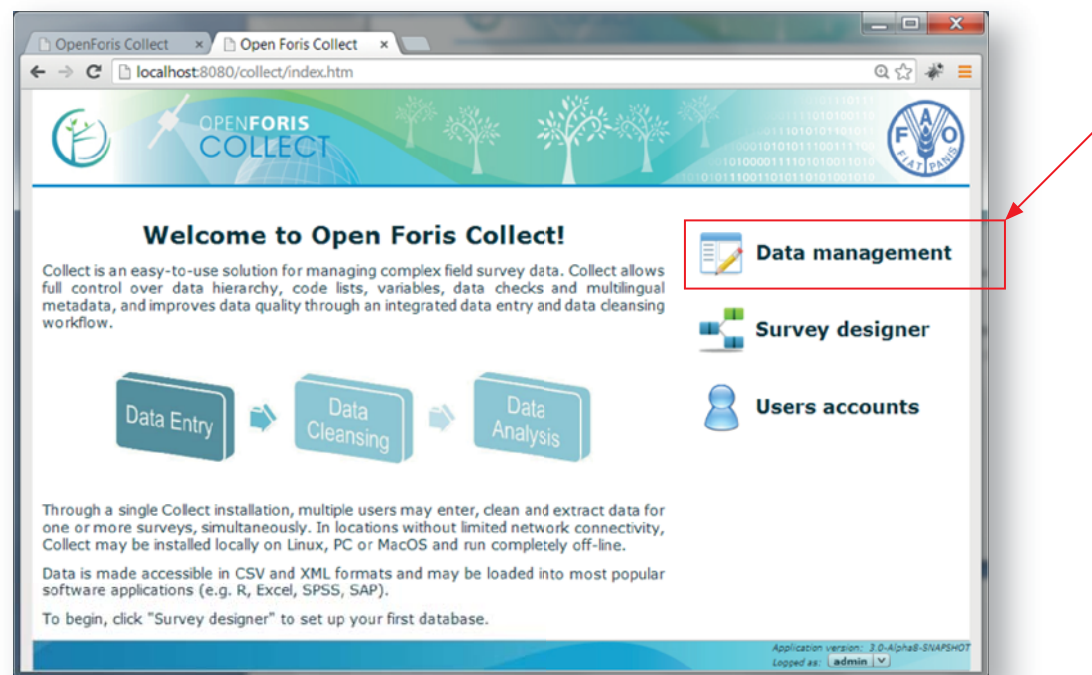 OpenForis Collect
Open Foris Collect
localhost:8080/collect/index.htm
OPENFORIS
COLLECT
FAO
FIAT PANIS
Welcome to Open Foris Collect!
Collect is an easy-to-use solution for managing complex field survey data. Collect allows
full control over data hierarchy, code lists, variables, data checks and multilingual
metadata, and improves data quality through an integrated data entry and data cleansing
workflow.
Data Entry
Data
Cleansing
Data
Analysis
Through a single Collect installation, multiple users may enter, clean and extract data for
one or more surveys, simultaneously. In locations without limited network connectivity,
Collect may be installed locally on Linux, PC or MacOS and run completely off-line.
Data is made accessible in CSV and XML formats and may be loaded into most popular
software applications (e.g. R, Excel, SPSS, SAP).
To begin, click "Survey designer" to set up your first database.
Data management
Survey designer
Users accounts
Application version: 3.0-Alpha8-SNAPSHOT
Logged as: admin